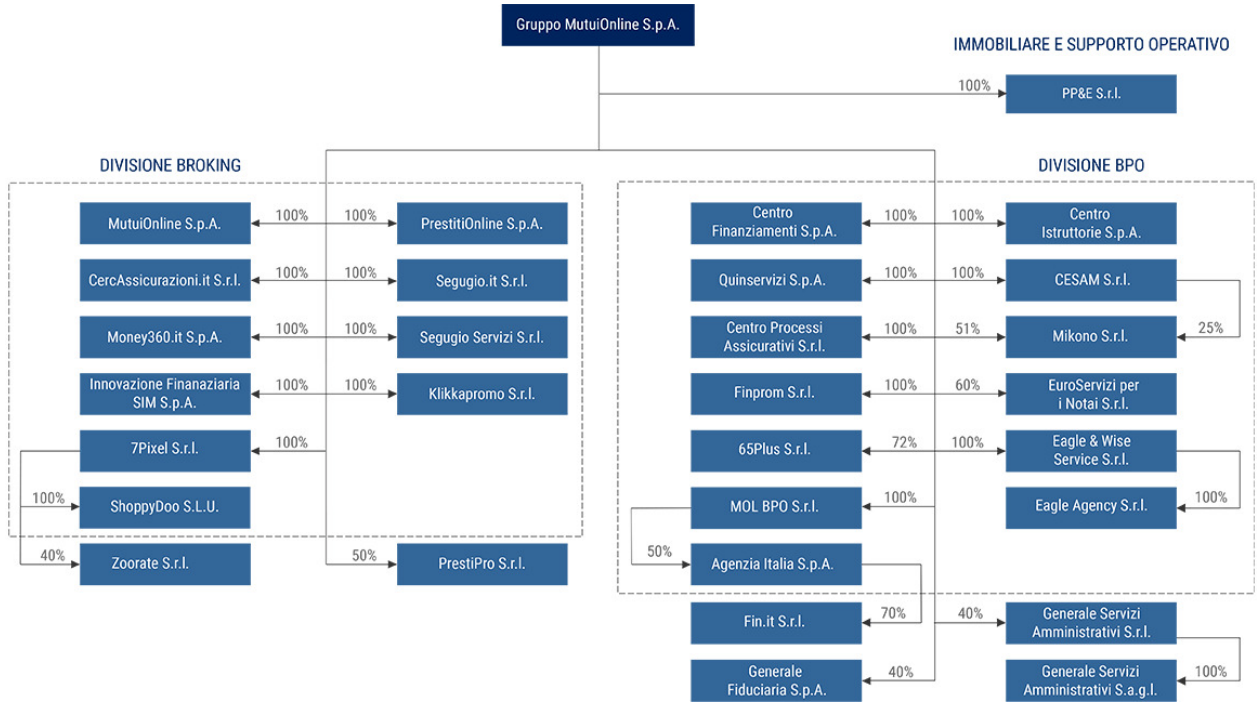 Gruppo MutuiOnline S.p.A.
IMMOBILIARE E SUPPORTO OPERATIVO
100%
PP&E S.r.l.
DIVISIONE BROKING
MutuiOnline S.p.A.
100%
100%
PrestitiOnline S.p.A.
CercAssicurazioni.it S.r.l.
100%
100%
Segugio.it S.r.l.
Money360.it S.p.A.
100%
100%
Segugio Servizi S.r.l.
Innovazione Finanaziaria
SIM S.p.A.
100%
100%
Klikkapromo S.r.l.
7Pixel S.r.l.
100%
100%
ShoppyDoo S.L.U.
40%
Zoorate S.r.l.
50%
PrestiPro S.r.l.
DIVISIONE BPO
Centro
Finanziamenti S.p.A.
100%
100%
Centro
Istruttorie S.p.A.
Quinservizi S.p.A.
100%
100%
CESAM S.r.l.
Centro Processi
Assicurativi S.r.l.
100%
51%
Mikono S.r.l.
25%
Finprom S.r.l.
100%
60%
EuroServizi per
i Notai S.r.l.
65Plus S.r.l.
72%
100%
Eagle & Wise
Service S.r.l.
MOL BPO S.r.l.
100%
Eagle Agency S.r.l.
100%
50%
Agenzia Italia S.p.A.
Fin.it S.r.l.
70%
40%
Generale Servizi
Amministrativi S.r.l.
Generale
Fiduciaria S.p.A.
40%
Generale Servizi
Amministrativi S.a.g.l.
100%